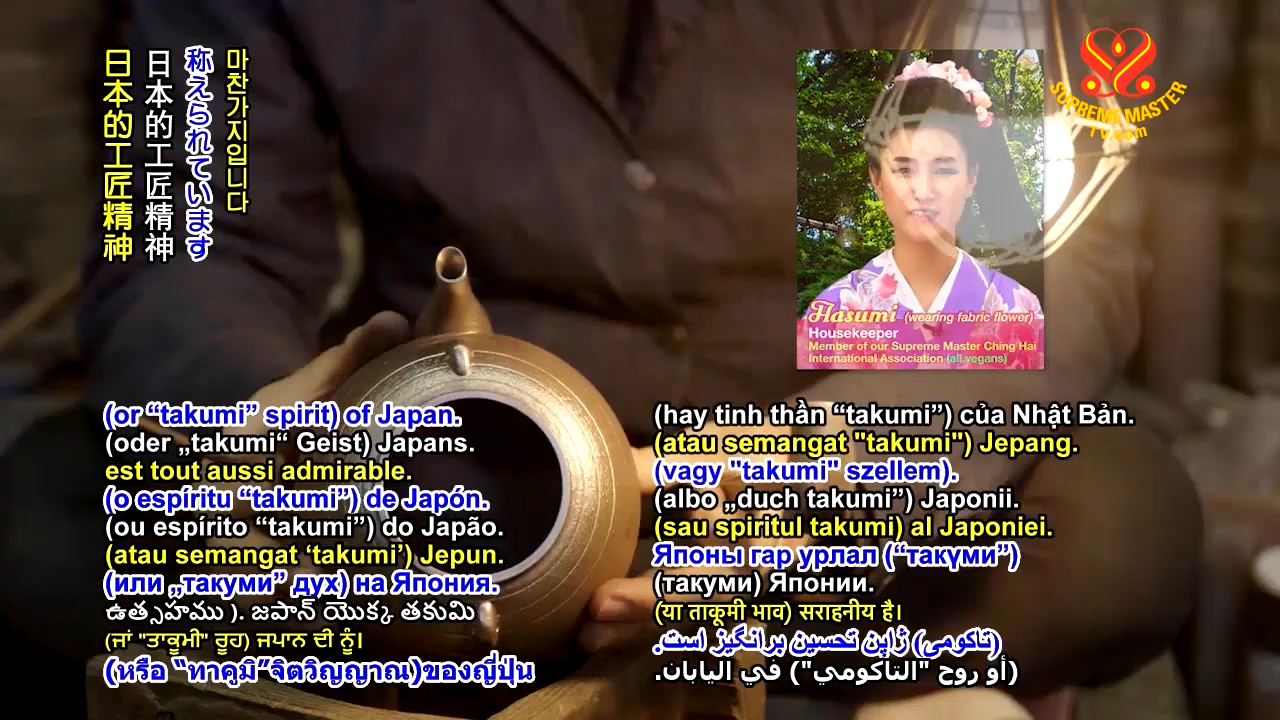 日本的工匠精神
日本的工匠精神
称えられています
마찬가지입니다
SUPREME MASTER
TV.com
Hasumi (wearing fabric flower)
Housekeeper
Member of our Supreme Master Ching Hai
International Association (all vegans)
(or “takumi” spirit) of Japan.
(oder „takumi“ Geist) Japans.
est tout aussi admirable.
(o espíritu “takumi”) de Japón.
(ou espírito “takumi”) do Japão.
(atau semangat ‘takumi’) Jepun.
(или „такуми” дух) на Япония.
ఉత్సహము ). జపాన్ యొక్క తకుమి
(ਜਾਂ "ਤਾਕੂਮੀ" ਰੂਹ) ਜਪਾਨ ਦੀ ਨੂੰ।
(หรือ “ทาคูมิ”จิตวิญญาณ)ของญี่ปุ่น
(hay tinh thần “takumi”) của Nhật Bản.
(atau semangat "takumi") Jepang.
(vagy "takumi" szellem).
(albo „duch takumi”) Japonii.
(sau spiritul takumi) al Japoniei.
Японы гар урлал (“такүми”)
(такуми) Японии.
(या ताकूमी भाव) सराहनीय है।
(تاکومی) ژاپن تحسین برانگیز است.
(أو روح "التاكومي") في اليابان.